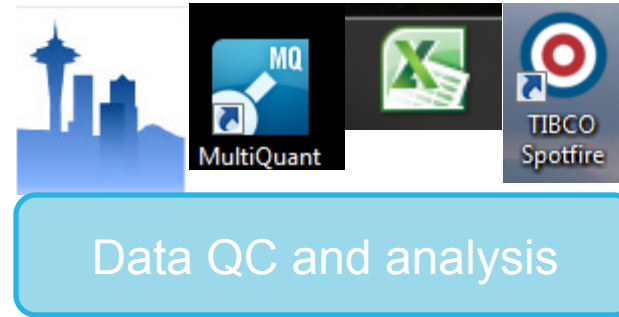 MQ
MultiQuant
X
TIBCO
Spotfire
Data QC and analysis